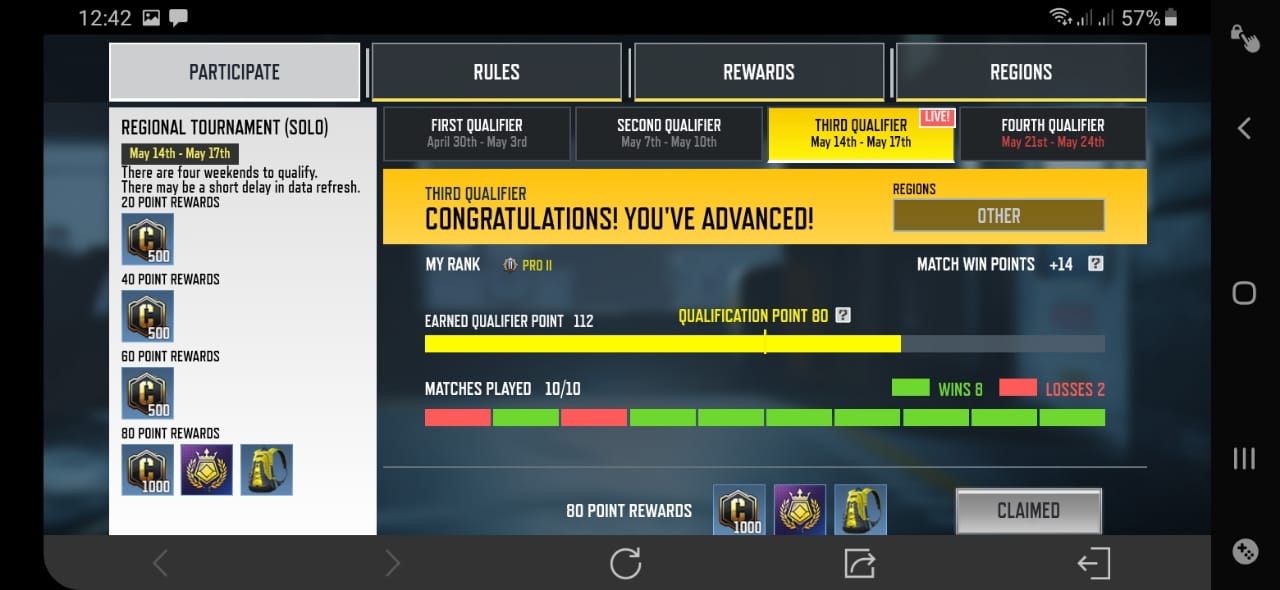 12:42
57%
PARTICIPATE
RULES
REWARDS
REGIONS
REGIONAL TOURNAMENT (SOLO)
May 14th - May 17th
There are four weekends to qualify.
There may be a short delay in data refresh.
20 POINT REWARDS
500
40 POINT REWARDS
500
60 POINT REWARDS
500
80 POINT REWARDS
1000
FIRST QUALIFIER
April 30th - May 3rd
SECOND QUALIFIER
May 7th - May 10th
THIRD QUALIFIER
May 14th - May 17th
LIVE!
FOURTH QUALIFIER
May 21st - May 24th
THIRD QUALIFIER
CONGRATULATIONS! YOU'VE ADVANCED!
REGIONS
OTHER
MY RANK PRO II
MATCH WIN POINTS +14 ?
EARNED QUALIFIER POINT 112
QUALIFICATION POINT 80 ?
MATCHES PLAYED 10/10
WINS 8
LOSSES 2
80 POINT REWARDS
1000
CLAIMED